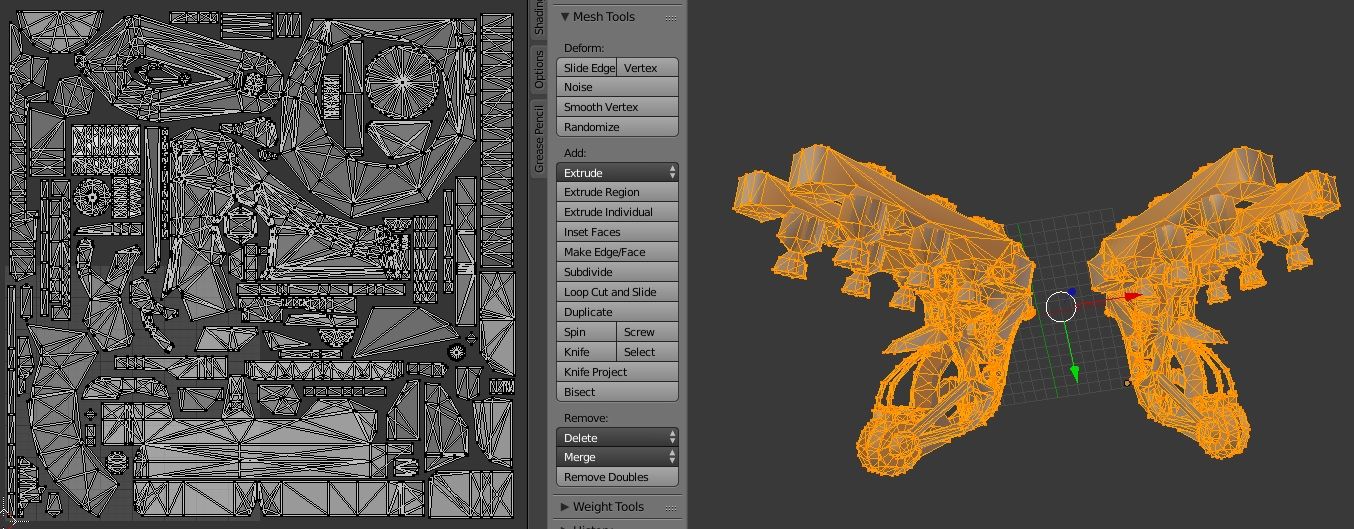 Shading
Options
Grease Pencil
Mesh Tools
Deform:
Slide Edge Vertex
Noise
Smooth Vertex
Randomize
Add:
Extrude
Extrude Region
Extrude Individual
Inset Faces
Make Edge/Face
Subdivide
Loop Cut and Slide
Duplicate
Spin Screw
Knife Select
Knife Project
Bisect
Remove:
Delete
Merge
Remove Doubles
Weight Tools
History